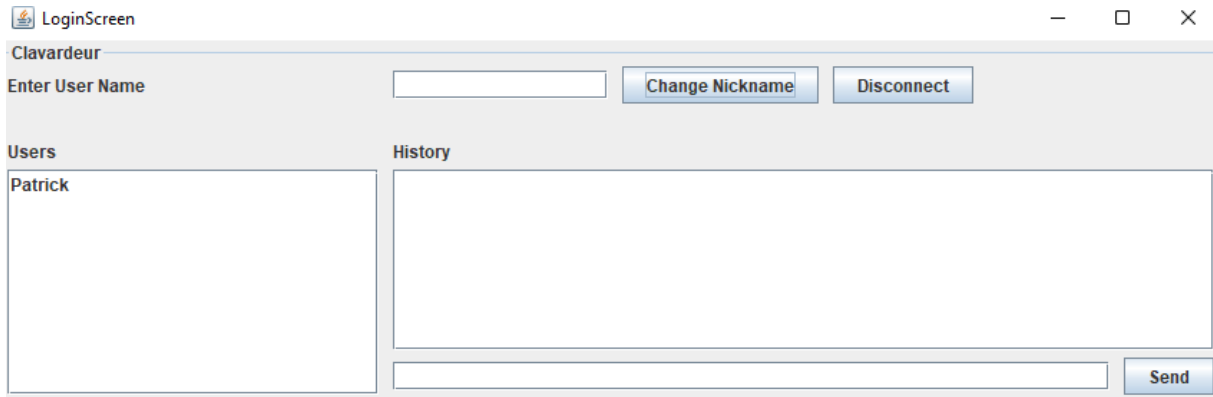 LoginScreen
Clavardeur
Enter User Name Change Nickname Disconnect
Users History
Patrick
Send